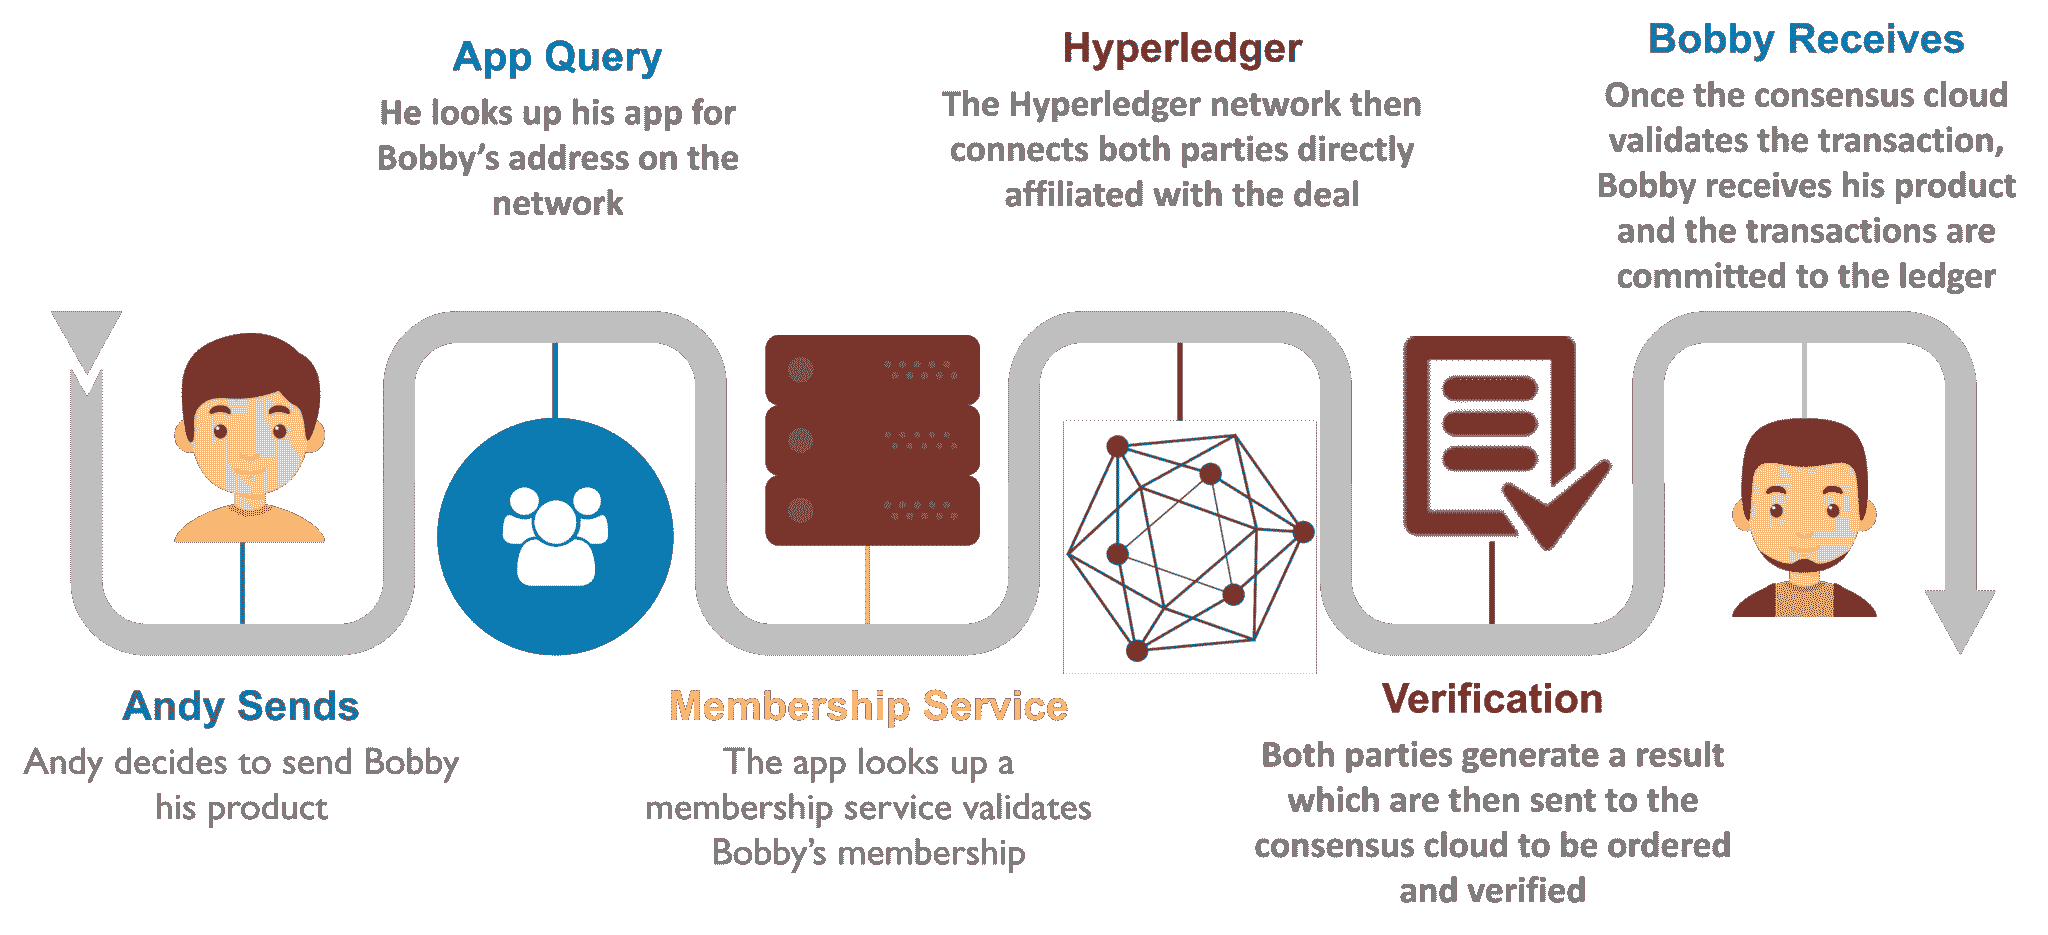 Andy Sends
Andy decides to send Bobby
his product
App Query
He looks up his app for
Bobby's address on the
network
Membership Service
The app looks up a
membership service validates
Bobby's membership
Hyperledger
The Hyperledger network then
connects both parties directly
affiliated with the deal
Verification
Both parties generate a result
which are then sent to the
consensus cloud to be ordered
and verified
Bobby Receives
Once the consensus cloud
validates the transaction,
Bobby receives his product
and the transactions are
committed to the ledger